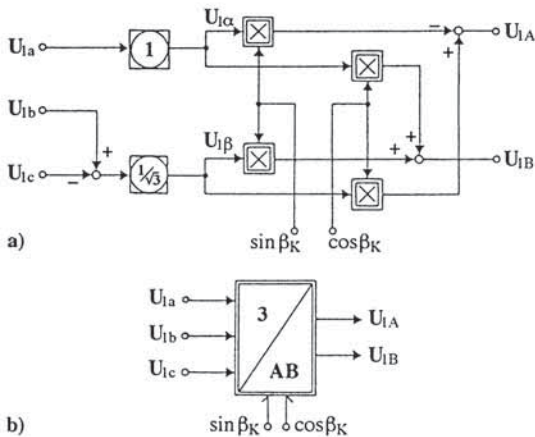 U1a
1
U1α
−
U1A
+
U1b
+
+
U1β
+
U1c
−
1/√3
U1B
a)
sin βK
cos βK
U1a
3
U1A
U1b
U1B
U1c
AB
b)
sin βK
cos βK